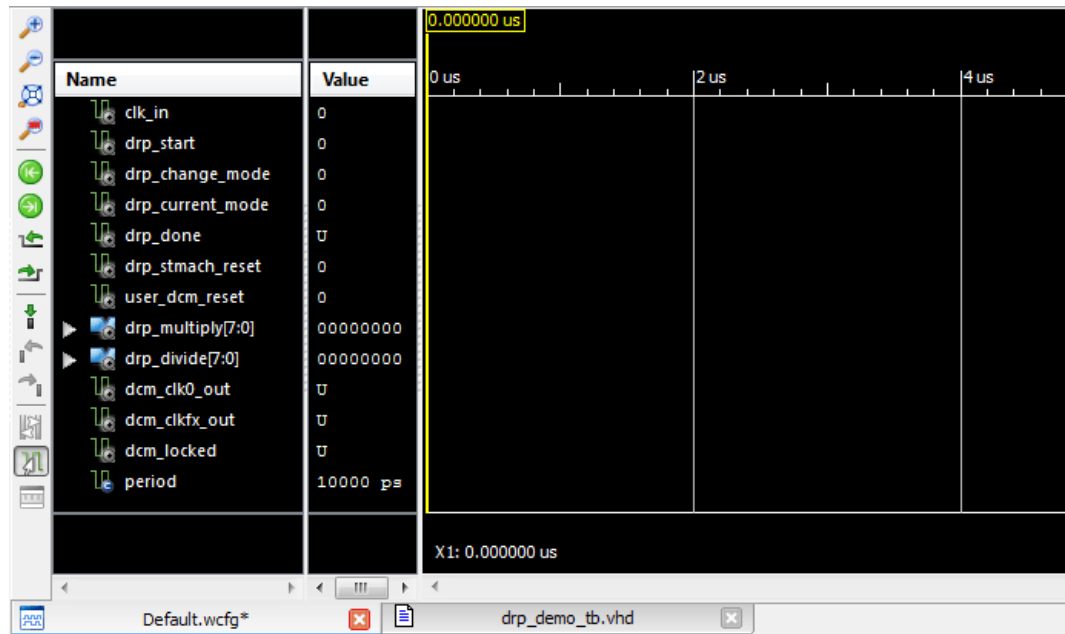 0.000000 us
Name Value 0 us 2 us 4 us
clk_in 0
drp_start 0
drp_change_mode 0
drp_current_mode 0
drp_done U
drp_stmach_reset 0
user_dcm_reset 0
drp_multiply[7:0] 00000000
drp_divide[7:0] 00000000
dcm_clk0_out U
dcm_clkfx_out U
dcm_locked U
period 10000 ps
X1: 0.000000 us
Default.wcfg* drp_demo_tb.vhd